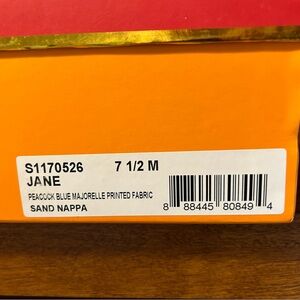 S1170526 7 1/2 M
JANE
PEACOCK BLUE MAJORELLE PRINTED FABRIC
SAND NAPPA
8 88445 80849 4